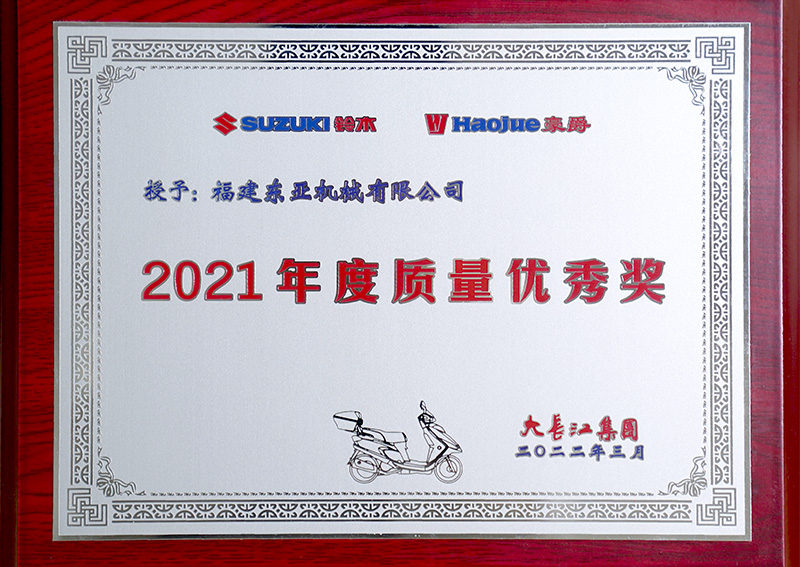 SUZUKI 铃木 Haojue 豪爵
授予：福建东亚机械有限公司
2021年度质量优秀奖
大長江集团
二〇二二年三月